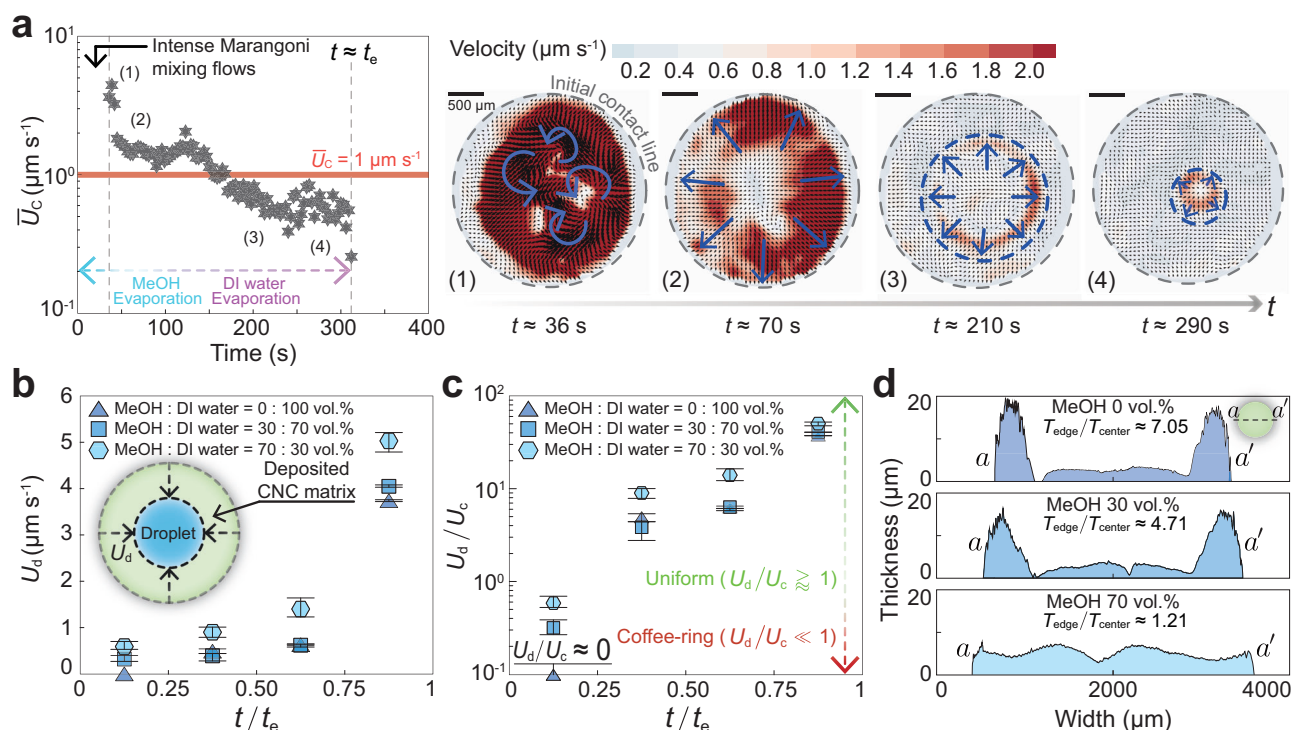 a
10¹
10⁰
10⁻¹
U̅c (µm s⁻¹)
Intense Marangoni
mixing flows
t ≈ tₑ
(1)
(2)
U̅c = 1 µm s⁻¹
(3)
(4)
MeOH
Evaporation
DI water
Evaporation
0
100
200
300
400
Time (s)
Velocity (µm s⁻¹)
0.2 0.4 0.6 0.8 1.0 1.2 1.4 1.6 1.8 2.0
500 µm
Initial contact line
(1)
(2)
(3)
(4)
t
t ≈ 36 s
t ≈ 70 s
t ≈ 210 s
t ≈ 290 s
b
6
5
4
3
2
1
0
U_d (µm s⁻¹)
MeOH : DI water = 0 : 100 vol.%
MeOH : DI water = 30 : 70 vol.%
MeOH : DI water = 70 : 30 vol.%
Deposited
CNC matrix
Droplet
U_d
0
0.25
0.5
0.75
1
t / tₑ
c
10²
10¹
10⁰
10⁻¹
U_d / U_c
MeOH : DI water = 0 : 100 vol.%
MeOH : DI water = 30 : 70 vol.%
MeOH : DI water = 70 : 30 vol.%
Uniform (U_d / U_c ⪆ 1)
Coffee-ring (U_d / U_c ≪ 1)
U_d / U_c ≈ 0
0
0.25
0.5
0.75
1
t / tₑ
d
Thickness (µm)
20
0
MeOH 0 vol.%
T_edge / T_center ≈ 7.05
a
a′
a a′
20
0
MeOH 30 vol.%
T_edge / T_center ≈ 4.71
a
a′
20
0
MeOH 70 vol.%
T_edge / T_center ≈ 1.21
a
a′
0
2000
4000
Width (µm)